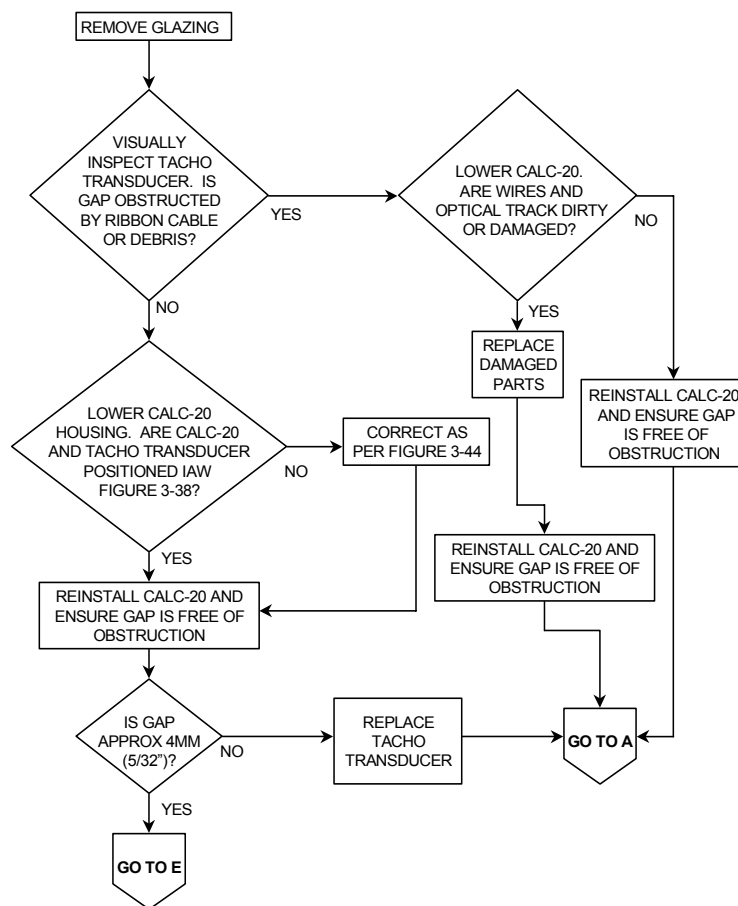 REMOVE GLAZING
VISUALLY
INSPECT TACHO
TRANSDUCER. IS
GAP OBSTRUCTED
BY RIBBON CABLE
OR DEBRIS?
YES
NO
LOWER CALC-20.
ARE WIRES AND
OPTICAL TRACK DIRTY
OR DAMAGED?
NO
YES
REPLACE
DAMAGED
PARTS
REINSTALL CALC-20
AND ENSURE GAP
IS FREE OF
OBSTRUCTION
LOWER CALC-20
HOUSING. ARE CALC-20
AND TACHO TRANSDUCER
POSITIONED IAW
FIGURE 3-38?
NO
YES
CORRECT AS
PER FIGURE 3-44
REINSTALL CALC-20 AND
ENSURE GAP IS FREE OF
OBSTRUCTION
REINSTALL CALC-20 AND
ENSURE GAP IS FREE OF
OBSTRUCTION
IS GAP
APPROX 4MM
(5/32")?
NO
YES
REPLACE
TACHO
TRANSDUCER
GO TO A
GO TO E